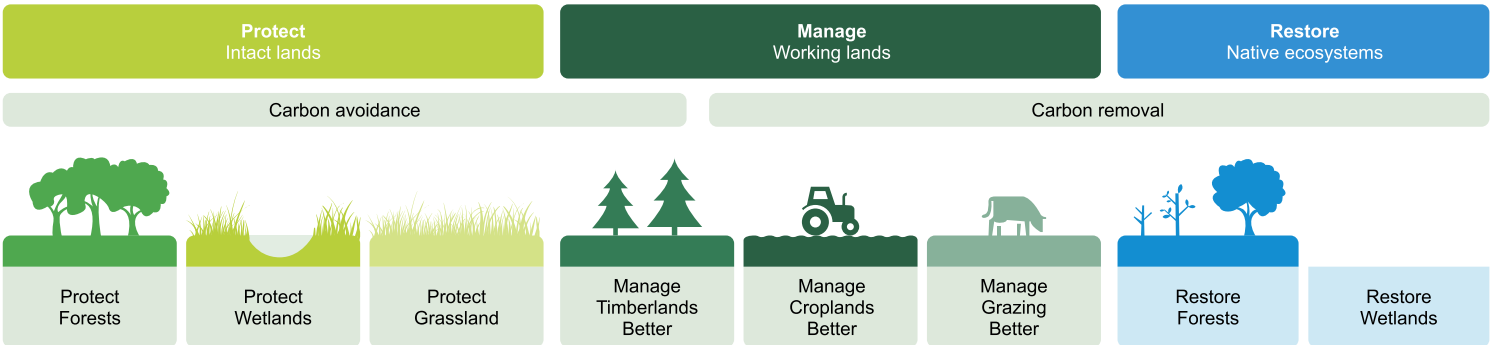 Protect
Intact lands
Manage
Working lands
Restore
Native ecosystems
Carbon avoidance
Carbon removal
Protect
Forests
Protect
Wetlands
Protect
Grassland
Manage
Timberlands
Better
Manage
Croplands
Better
Manage
Grazing
Better
Restore
Forests
Restore
Wetlands